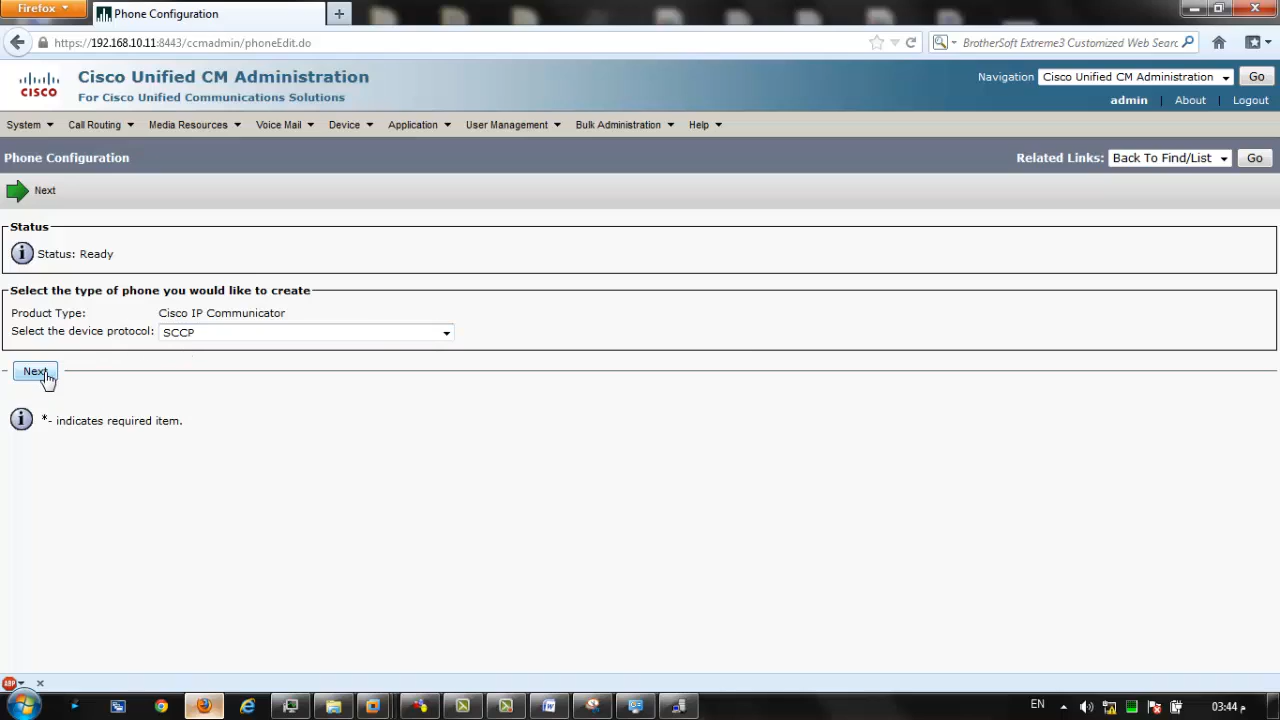 Firefox
Phone Configuration
https://192.168.10.11:8443/ccmadmin/phoneEdit.do
BrotherSoft Extreme3 Customized Web Searc
CISCO
Cisco Unified CM Administration
For Cisco Unified Communications Solutions
Navigation Cisco Unified CM Administration Go
admin | About | Logout
System Call Routing Media Resources Voice Mail Device Application User Management Bulk Administration Help
Phone Configuration
Related Links: Back To Find/List Go
Next
Status
Status: Ready
Select the type of phone you would like to create
Product Type: Cisco IP Communicator
Select the device protocol: SCCP
Next
*- indicates required item.
ABP
EN
03:44 م